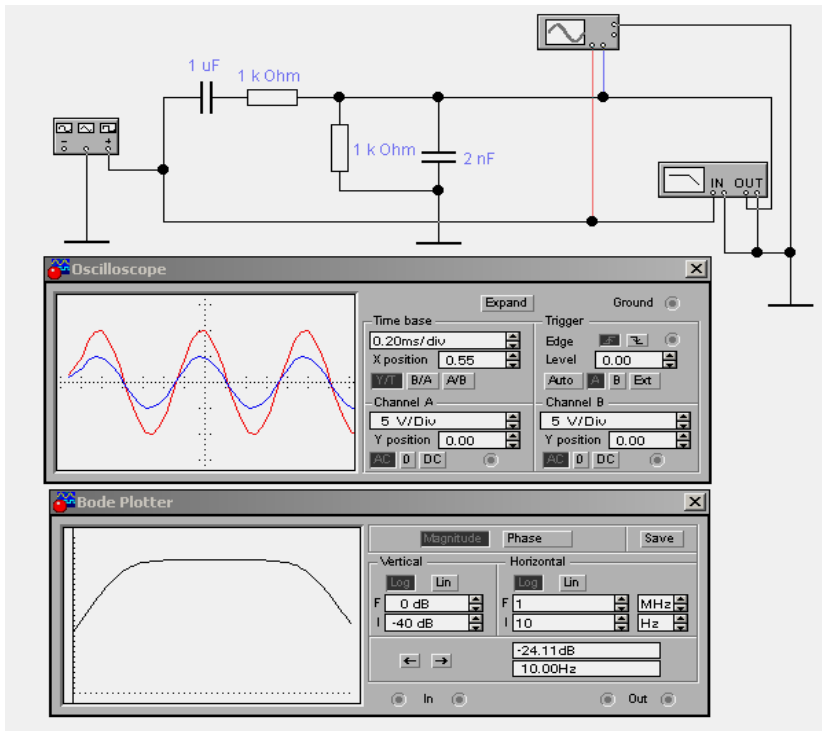 1 uF
1 k Ohm
1 k Ohm
2 nF
− +
IN OUT
Oscilloscope
Expand
Ground
Time base
Trigger
0.20ms/div
Edge
X position 0.55
Level 0.00
Y/T B/A A/B
Auto A B Ext
Channel A
Channel B
5 V/Div
5 V/Div
Y position 0.00
Y position 0.00
AC 0 DC
AC 0 DC
Bode Plotter
Magnitude Phase Save
Vertical
Horizontal
Log Lin
Log Lin
F 0 dB
F 1 MHz
I -40 dB
I 10 Hz
← →
-24.11dB
10.00Hz
In
Out